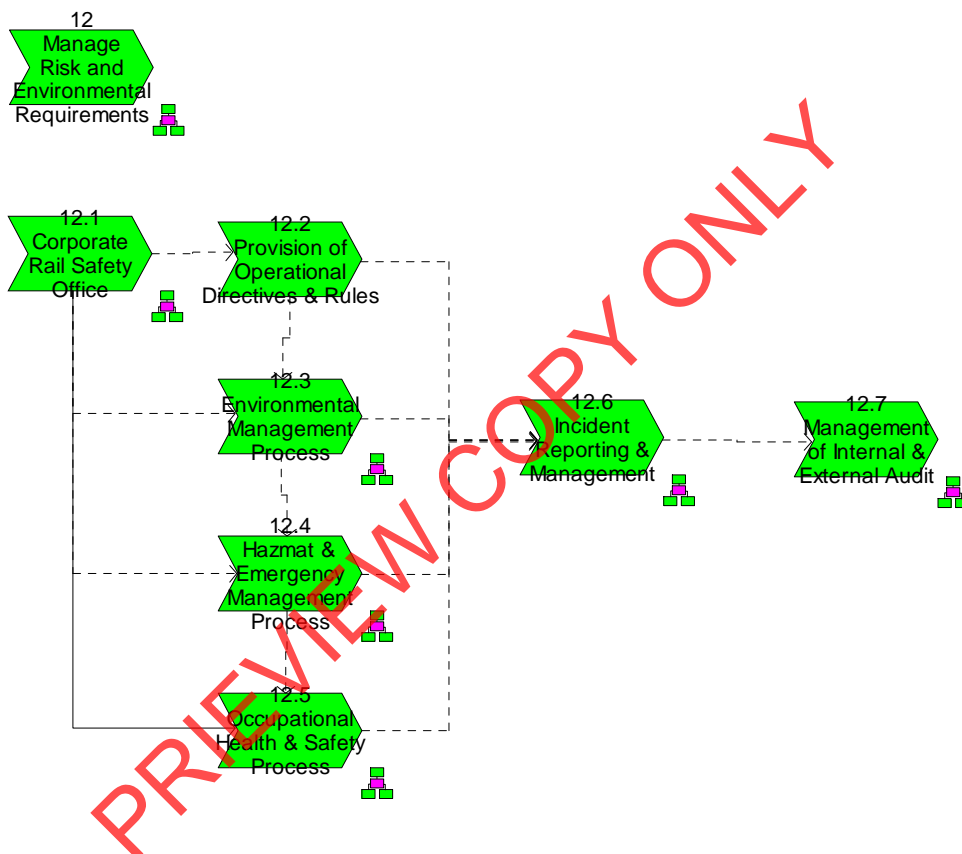 12
Manage
Risk and
Environmental
Requirements
12.1
Corporate
Rail Safety
Office
12.2
Provision of
Operational
Directives & Rules
12.3
Environmental
Management
Process
12.4
Hazmat &
Emergency
Management
Process
12.5
Occupational
Health & Safety
Process
12.6
Incident
Reporting &
Management
12.7
Management
of Internal &
External Audit
PRIEVIEW COPY ONLY